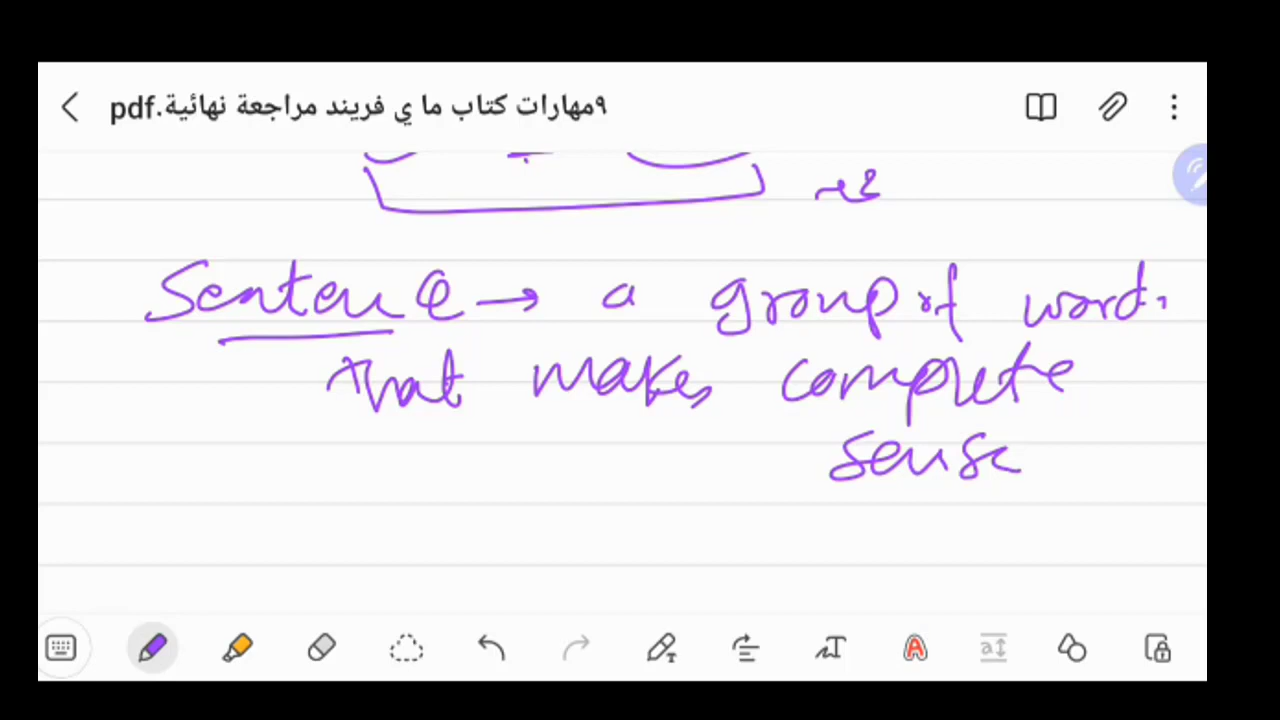 ٩مهارات كتاب ما ي فريند مراجعة نهائية.pdf
Sentence → a group of words
that makes complete
sense